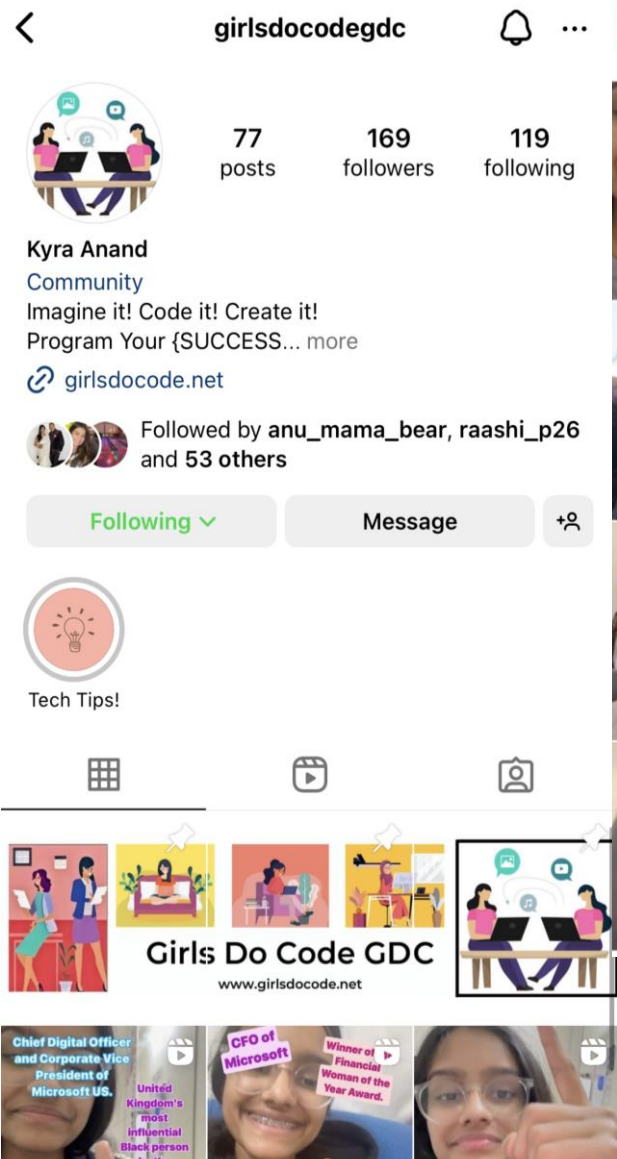 girlsdocodegdc
77
posts
169
followers
119
following
Kyra Anand
Community
Imagine it! Code it! Create it!
Program Your {SUCCESS... more
girlsdocode.net
Followed by anu_mama_bear, raashi_p26
and 53 others
Following
Message
Tech Tips!
Girls Do Code GDC
www.girlsdocode.net
Chief Digital Officer
and Corporate Vice
President of
Microsoft US.
United
Kingdom's
most
influential
Black person
CFO of
Microsoft
Winner of
Financial
Woman of the
Year Award.